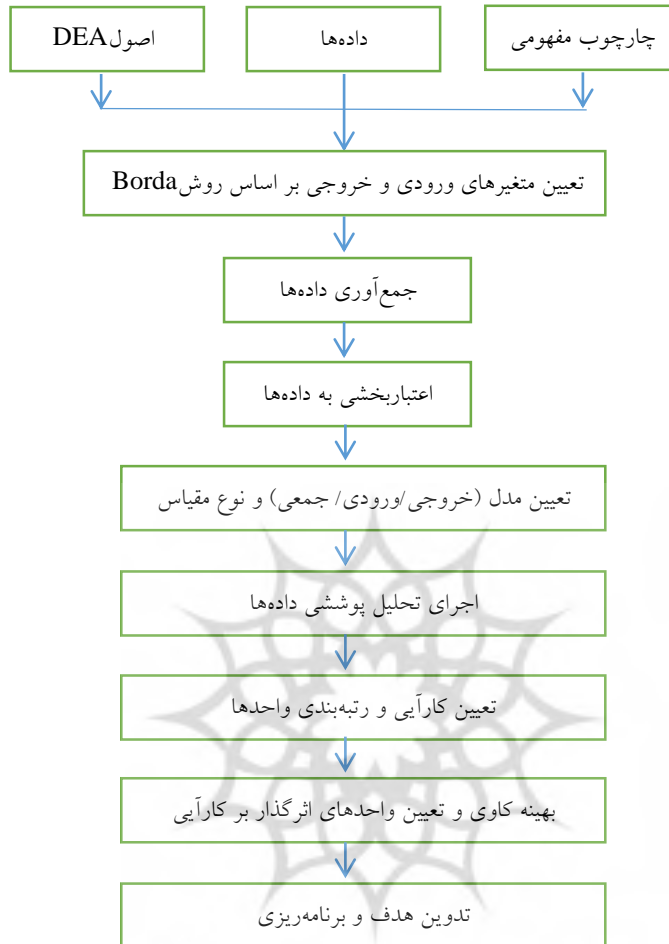 چارچوب مفهومی
داده‌ها
اصول DEA
تعیین متغیرهای ورودی و خروجی بر اساس روش Borda
جمع‌آوری داده‌ها
اعتباربخشی به داده‌ها
تعیین مدل (خروجی/ورودی/ جمعی) و نوع مقیاس
اجرای تحلیل پوششی داده‌ها
تعیین کارآیی و رتبه‌بندی واحدها
بهینه کاوی و تعیین واحدهای اثرگذار بر کارآیی
تدوین هدف و برنامه‌ریزی